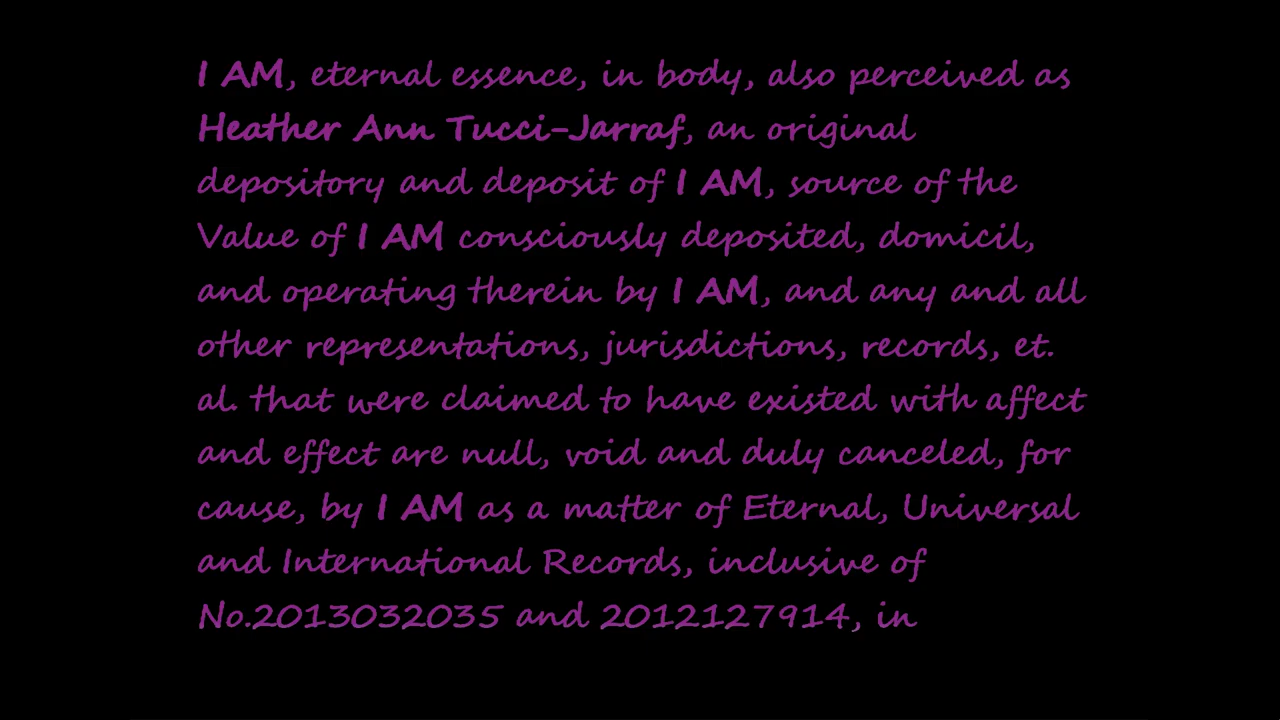 I AM, eternal essence, in body, also perceived as
Heather Ann Tucci-Jarraf, an original
depository and deposit of I AM, source of the
Value of I AM consciously deposited, domicil,
and operating therein by I AM, and any and all
other representations, jurisdictions, records, et.
al. that were claimed to have existed with affect
and effect are null, void and duly canceled, for
cause, by I AM as a matter of Eternal, Universal
and International Records, inclusive of
No.2013032035 and 2012127914, in